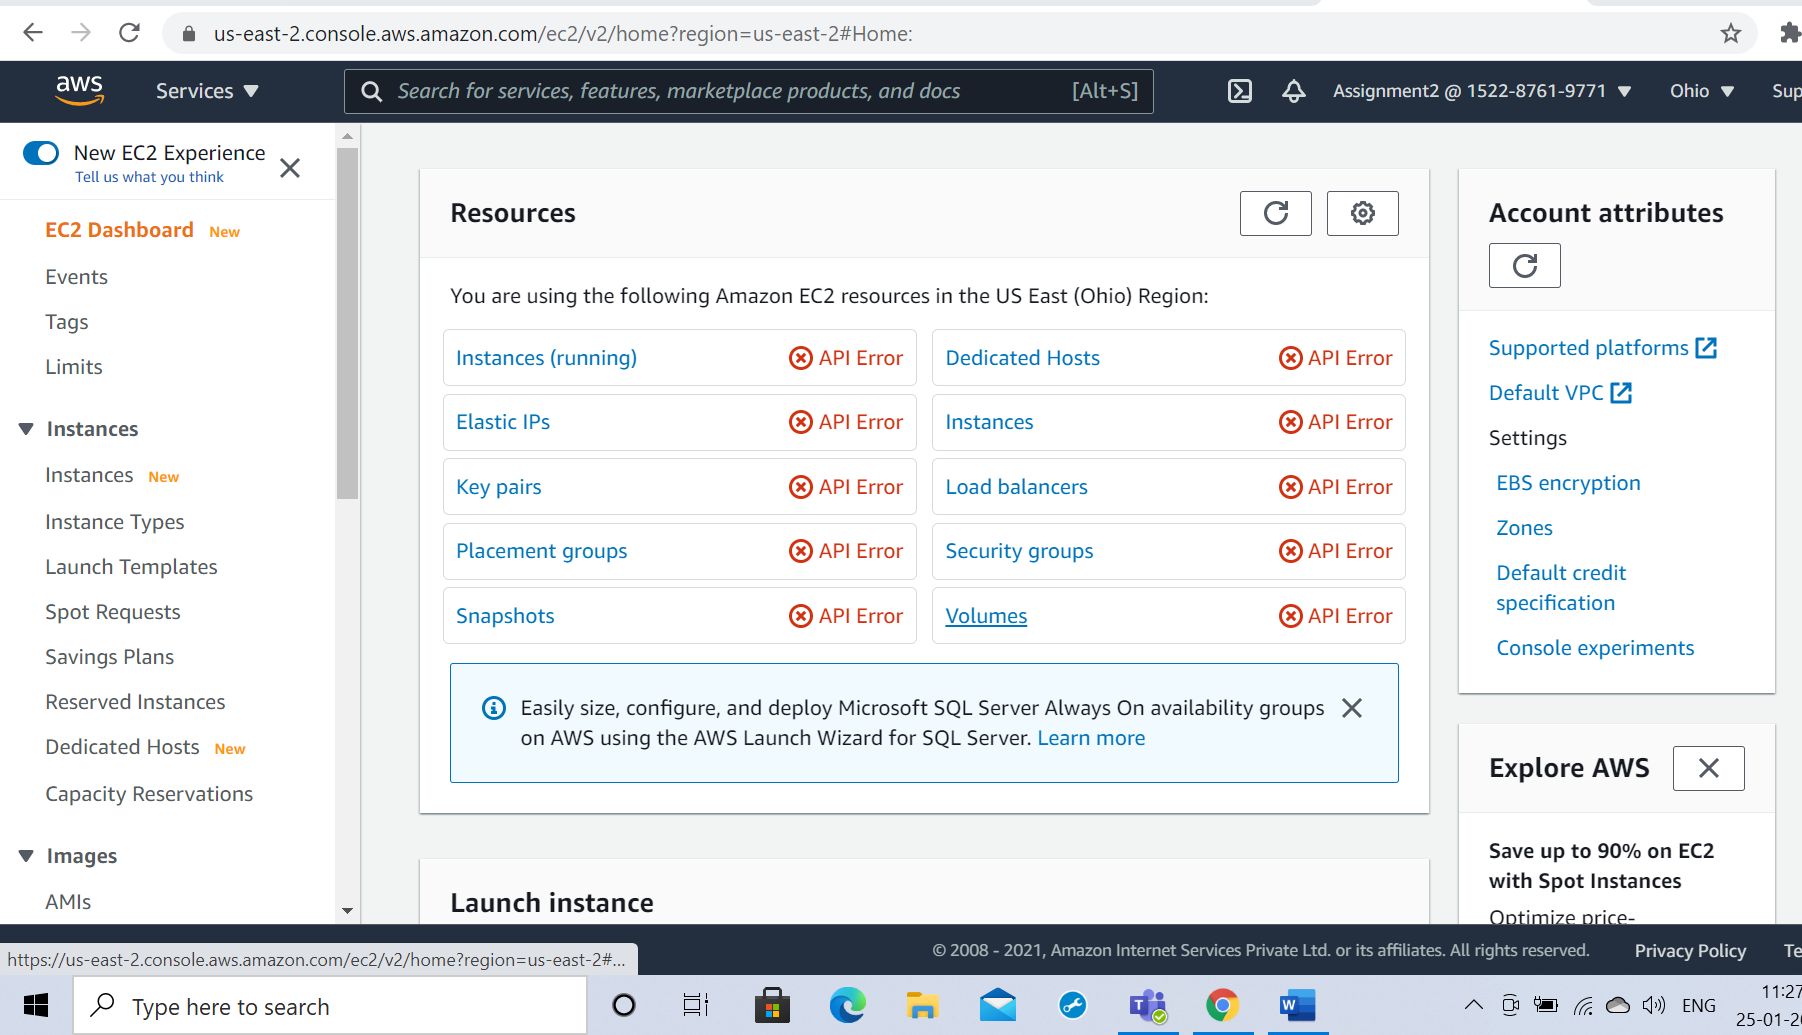 us-east-2.console.aws.amazon.com/ec2/v2/home?region=us-east-2#Home:
aws
Services
Search for services, features, marketplace products, and docs
[Alt+S]
Assignment2 @ 1522-8761-9771
Ohio
Sup
New EC2 Experience
Tell us what you think
EC2 Dashboard New
Events
Tags
Limits
Instances
Instances New
Instance Types
Launch Templates
Spot Requests
Savings Plans
Reserved Instances
Dedicated Hosts New
Capacity Reservations
Images
AMIs
Resources
You are using the following Amazon EC2 resources in the US East (Ohio) Region:
Instances (running) API Error
Dedicated Hosts API Error
Elastic IPs API Error
Instances API Error
Key pairs API Error
Load balancers API Error
Placement groups API Error
Security groups API Error
Snapshots API Error
Volumes API Error
Easily size, configure, and deploy Microsoft SQL Server Always On availability groups
on AWS using the AWS Launch Wizard for SQL Server. Learn more
Launch instance
Account attributes
Supported platforms
Default VPC
Settings
EBS encryption
Zones
Default credit
specification
Console experiments
Explore AWS
Save up to 90% on EC2
with Spot Instances
Optimize price-
https://us-east-2.console.aws.amazon.com/ec2/v2/home?region=us-east-2#...
© 2008 - 2021, Amazon Internet Services Private Ltd. or its affiliates. All rights reserved.
Privacy Policy
Te
Type here to search
ENG
11:27
25-01-20